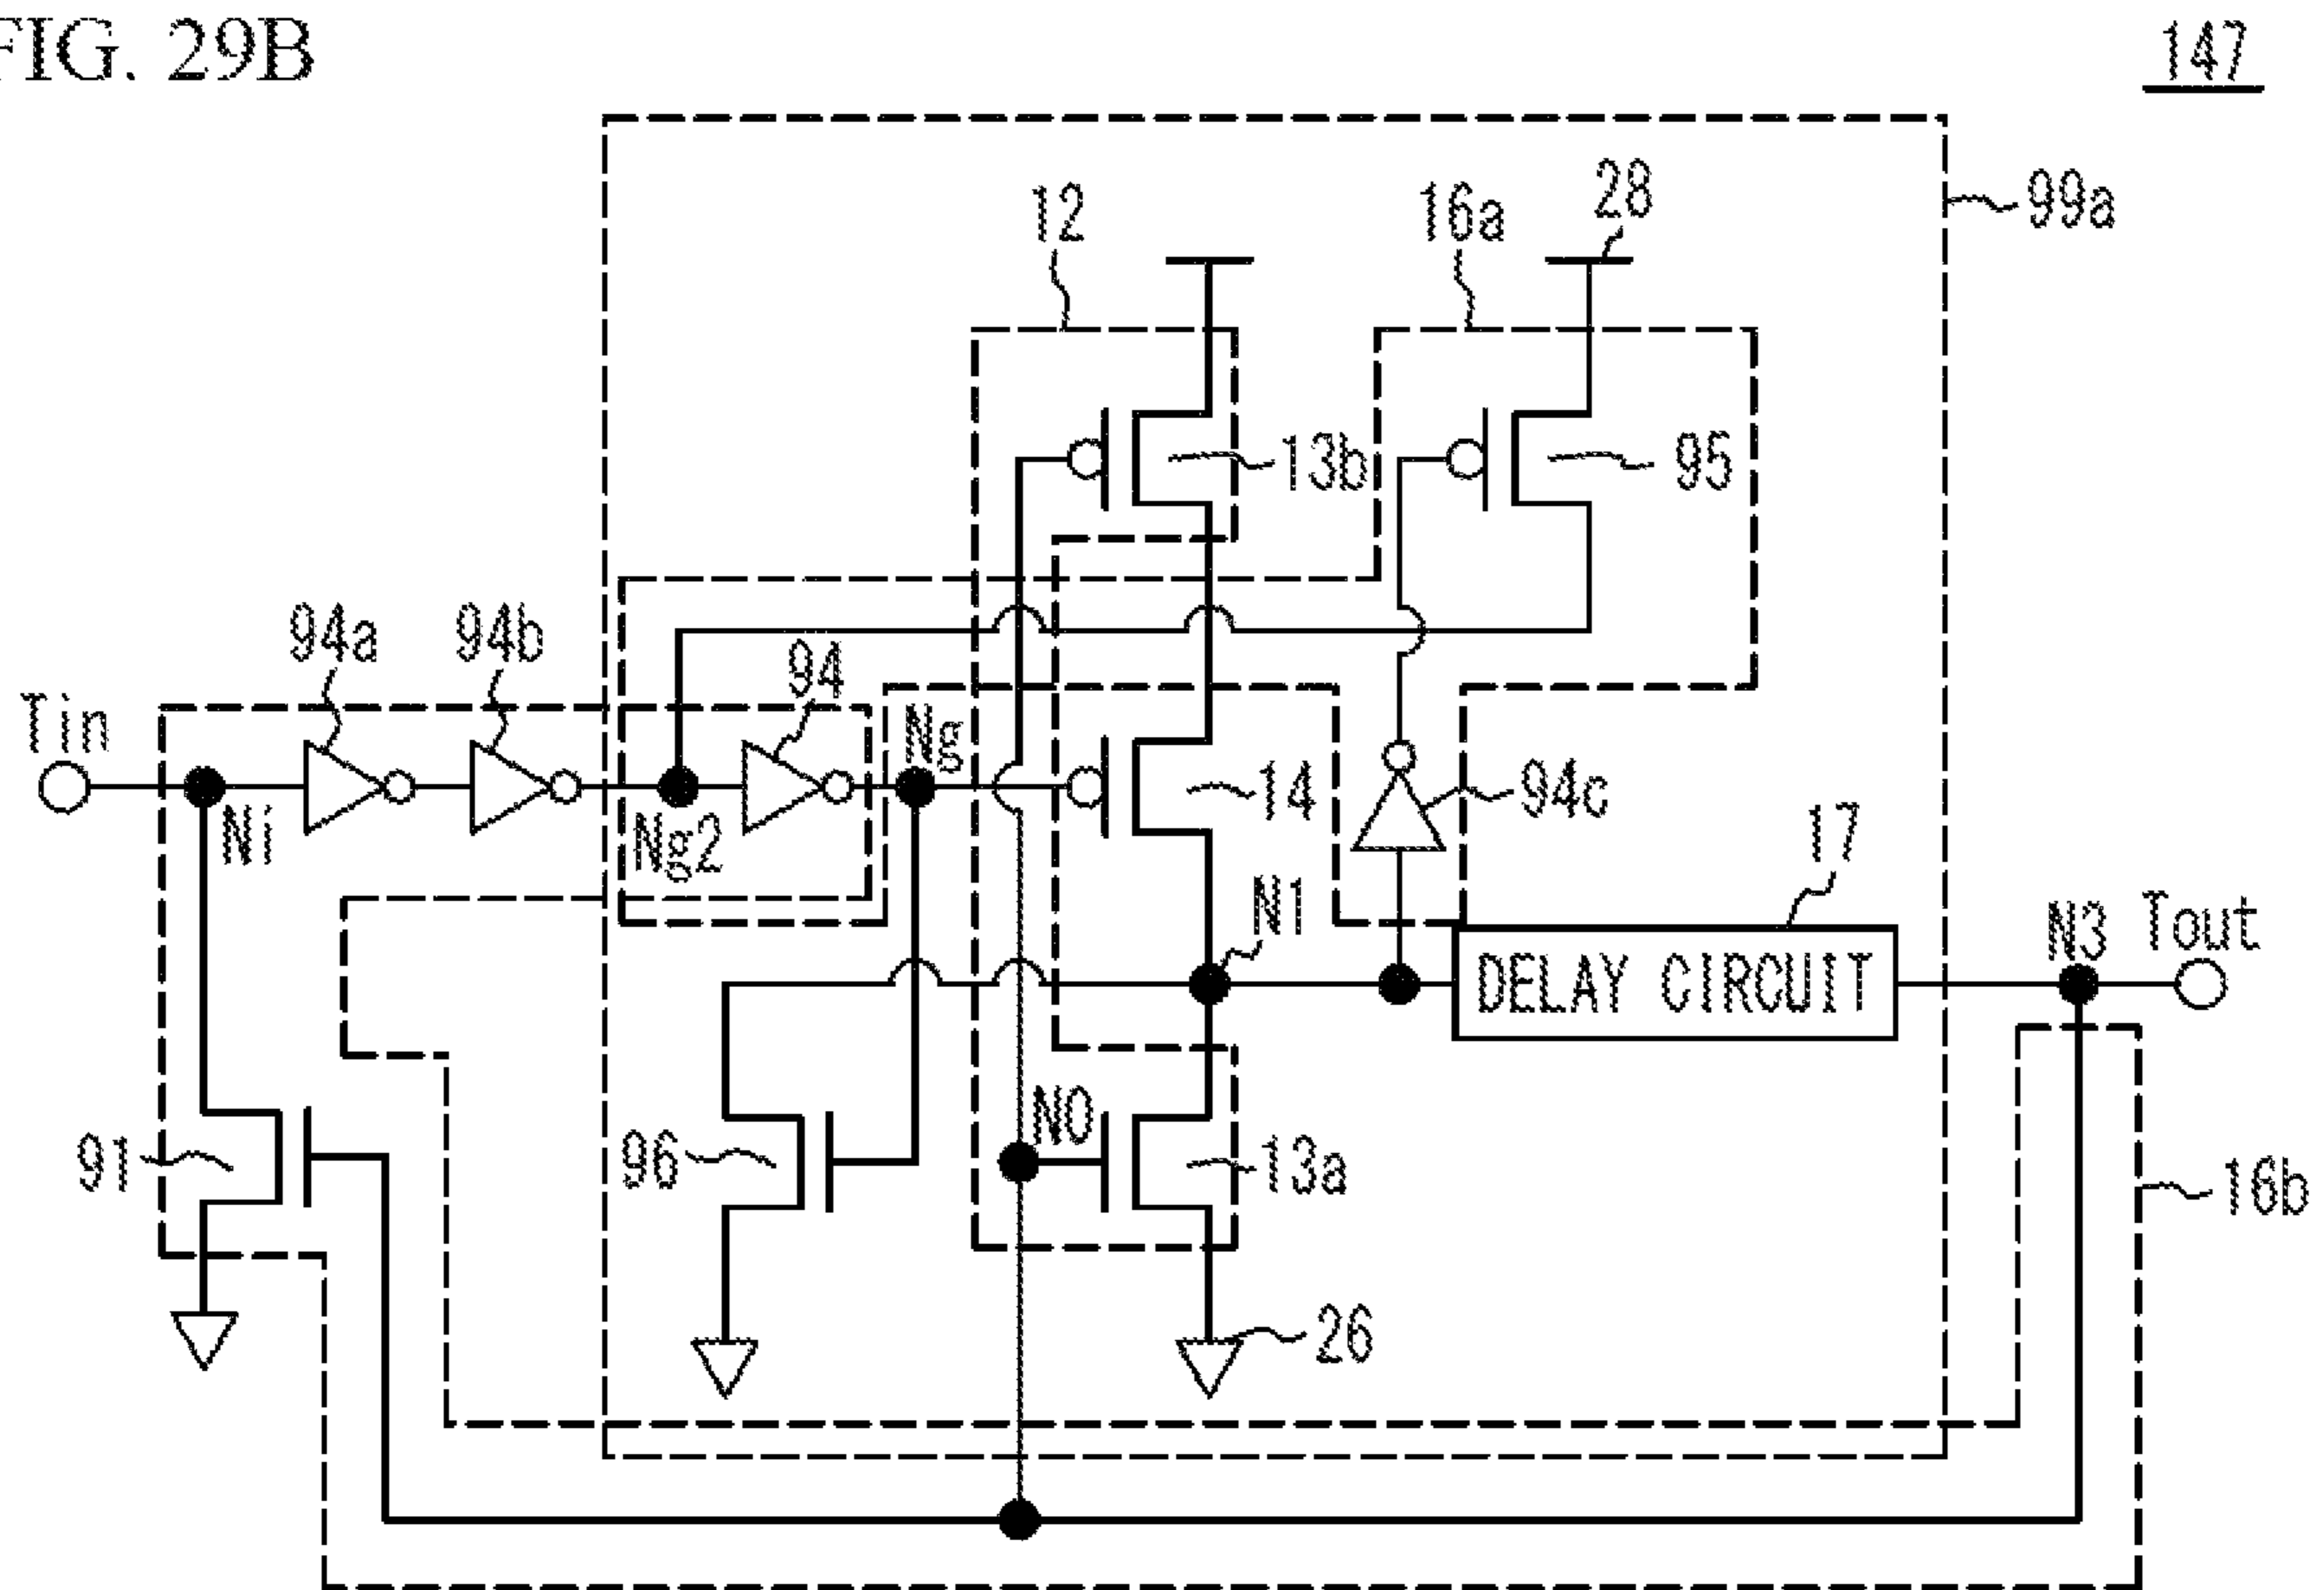 FIG. 29B
147
12
16a
28
99a
13b
95
94a
94b
94
Tin
Ng
Ni
Ng2
14
94c
17
N1
DELAY CIRCUIT
N3
Tout
91
96
N0
13a
16b
26